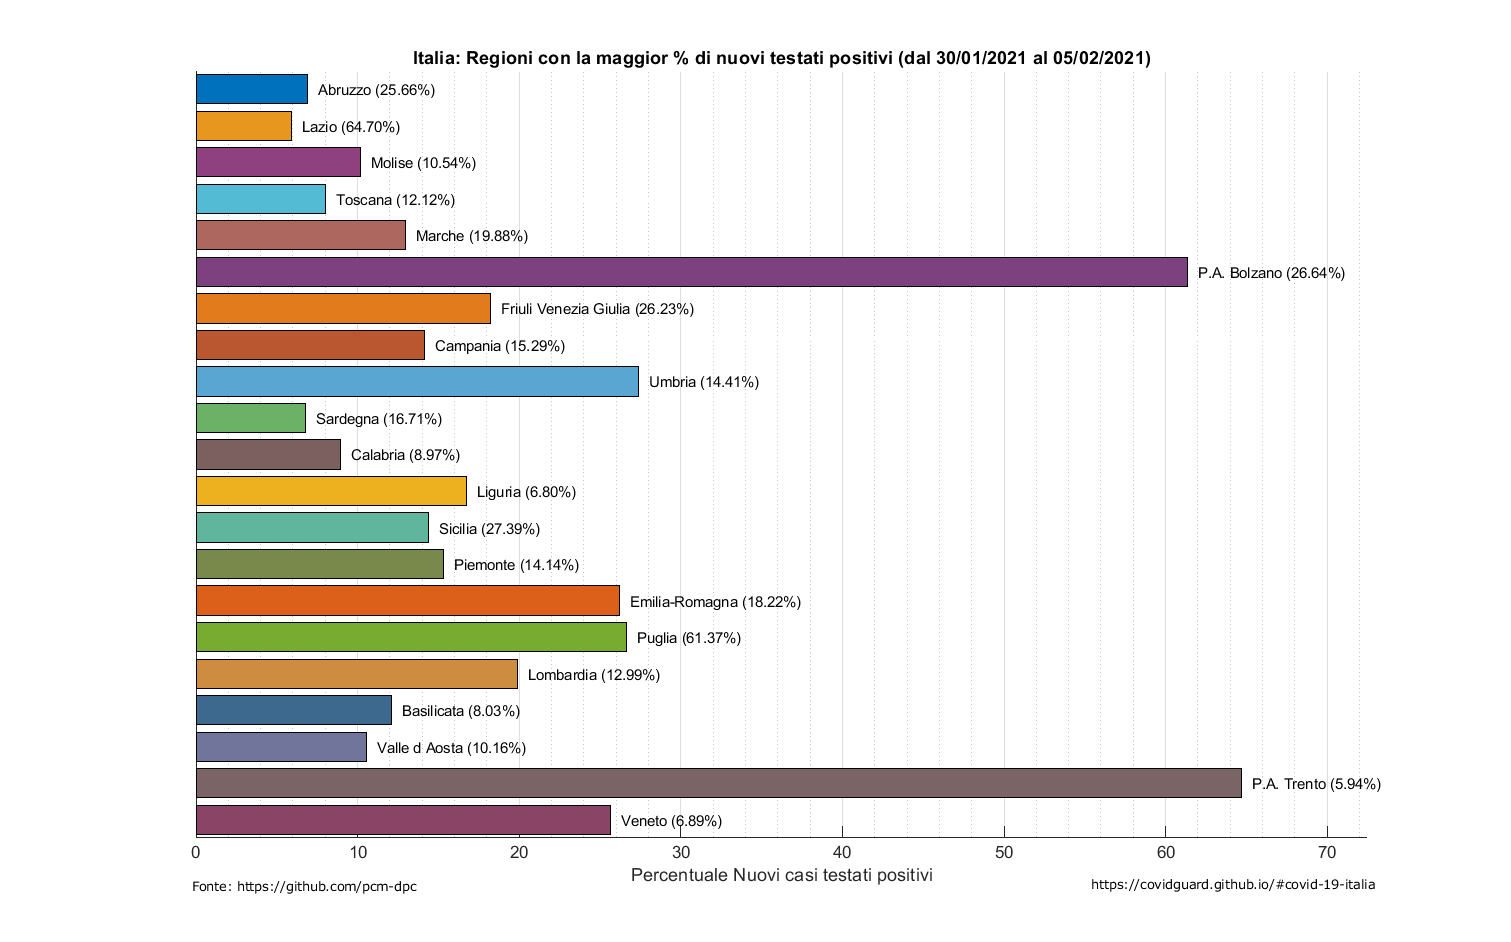 Italia: Regioni con la maggior % di nuovi testati positivi (dal 30/01/2021 al 05/02/2021)
Abruzzo (25.66%)
Lazio (64.70%)
Molise (10.54%)
Toscana (12.12%)
Marche (19.88%)
P.A. Bolzano (26.64%)
Friuli Venezia Giulia (26.23%)
Campania (15.29%)
Umbria (14.41%)
Sardegna (16.71%)
Calabria (8.97%)
Liguria (6.80%)
Sicilia (27.39%)
Piemonte (14.14%)
Emilia-Romagna (18.22%)
Puglia (61.37%)
Lombardia (12.99%)
Basilicata (8.03%)
Valle d Aosta (10.16%)
P.A. Trento (5.94%)
Veneto (6.89%)
0 10 20 30 40 50 60 70
Percentuale Nuovi casi testati positivi
Fonte: https://github.com/pcm-dpc
https://covidguard.github.io/#covid-19-italia